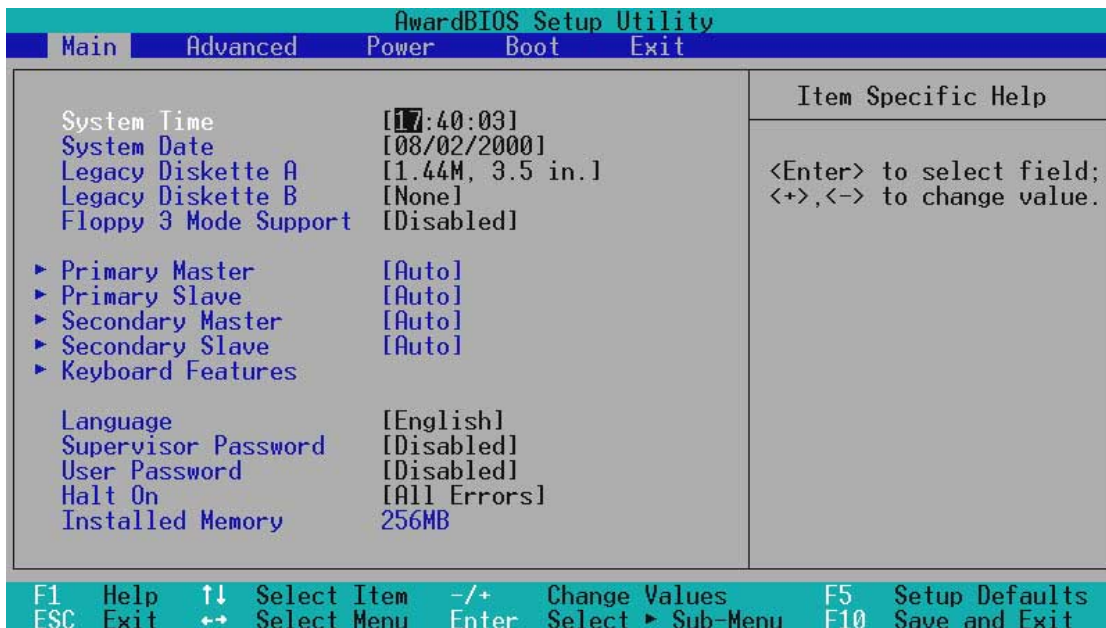 AwardBIOS Setup Utility
Main Advanced Power Boot Exit
Item Specific Help
<Enter> to select field;
<+>,<-> to change value.
System Time [17:40:03]
System Date [08/02/2000]
Legacy Diskette A [1.44M, 3.5 in.]
Legacy Diskette B [None]
Floppy 3 Mode Support [Disabled]
► Primary Master [Auto]
► Primary Slave [Auto]
► Secondary Master [Auto]
► Secondary Slave [Auto]
► Keyboard Features
Language [English]
Supervisor Password [Disabled]
User Password [Disabled]
Halt On [All Errors]
Installed Memory 256MB
F1 Help ↑↓ Select Item -/+ Change Values F5 Setup Defaults
ESC Exit ←→ Select Menu Enter Select ► Sub-Menu F10 Save and Exit